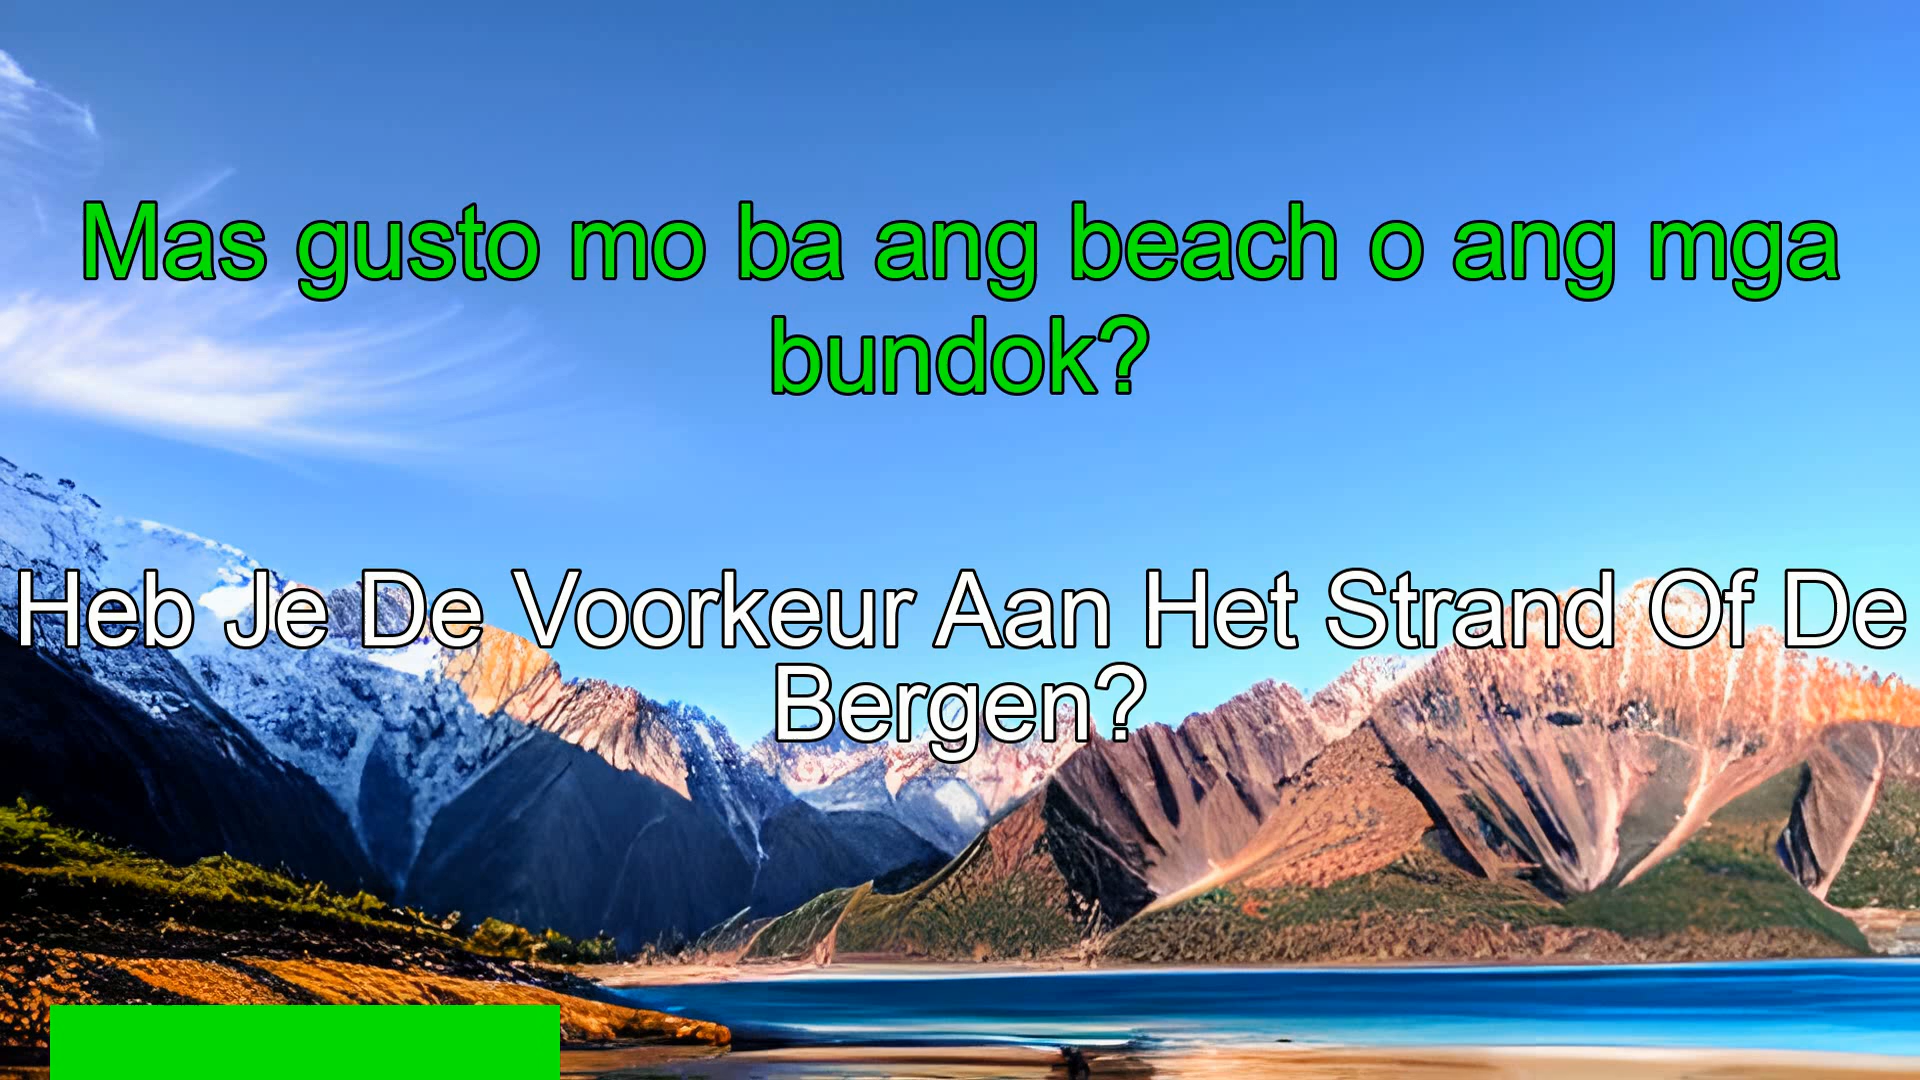 Mas gusto mo ba ang beach o ang mga
bundok?
Heb Je De Voorkeur Aan Het Strand Of De
Bergen?